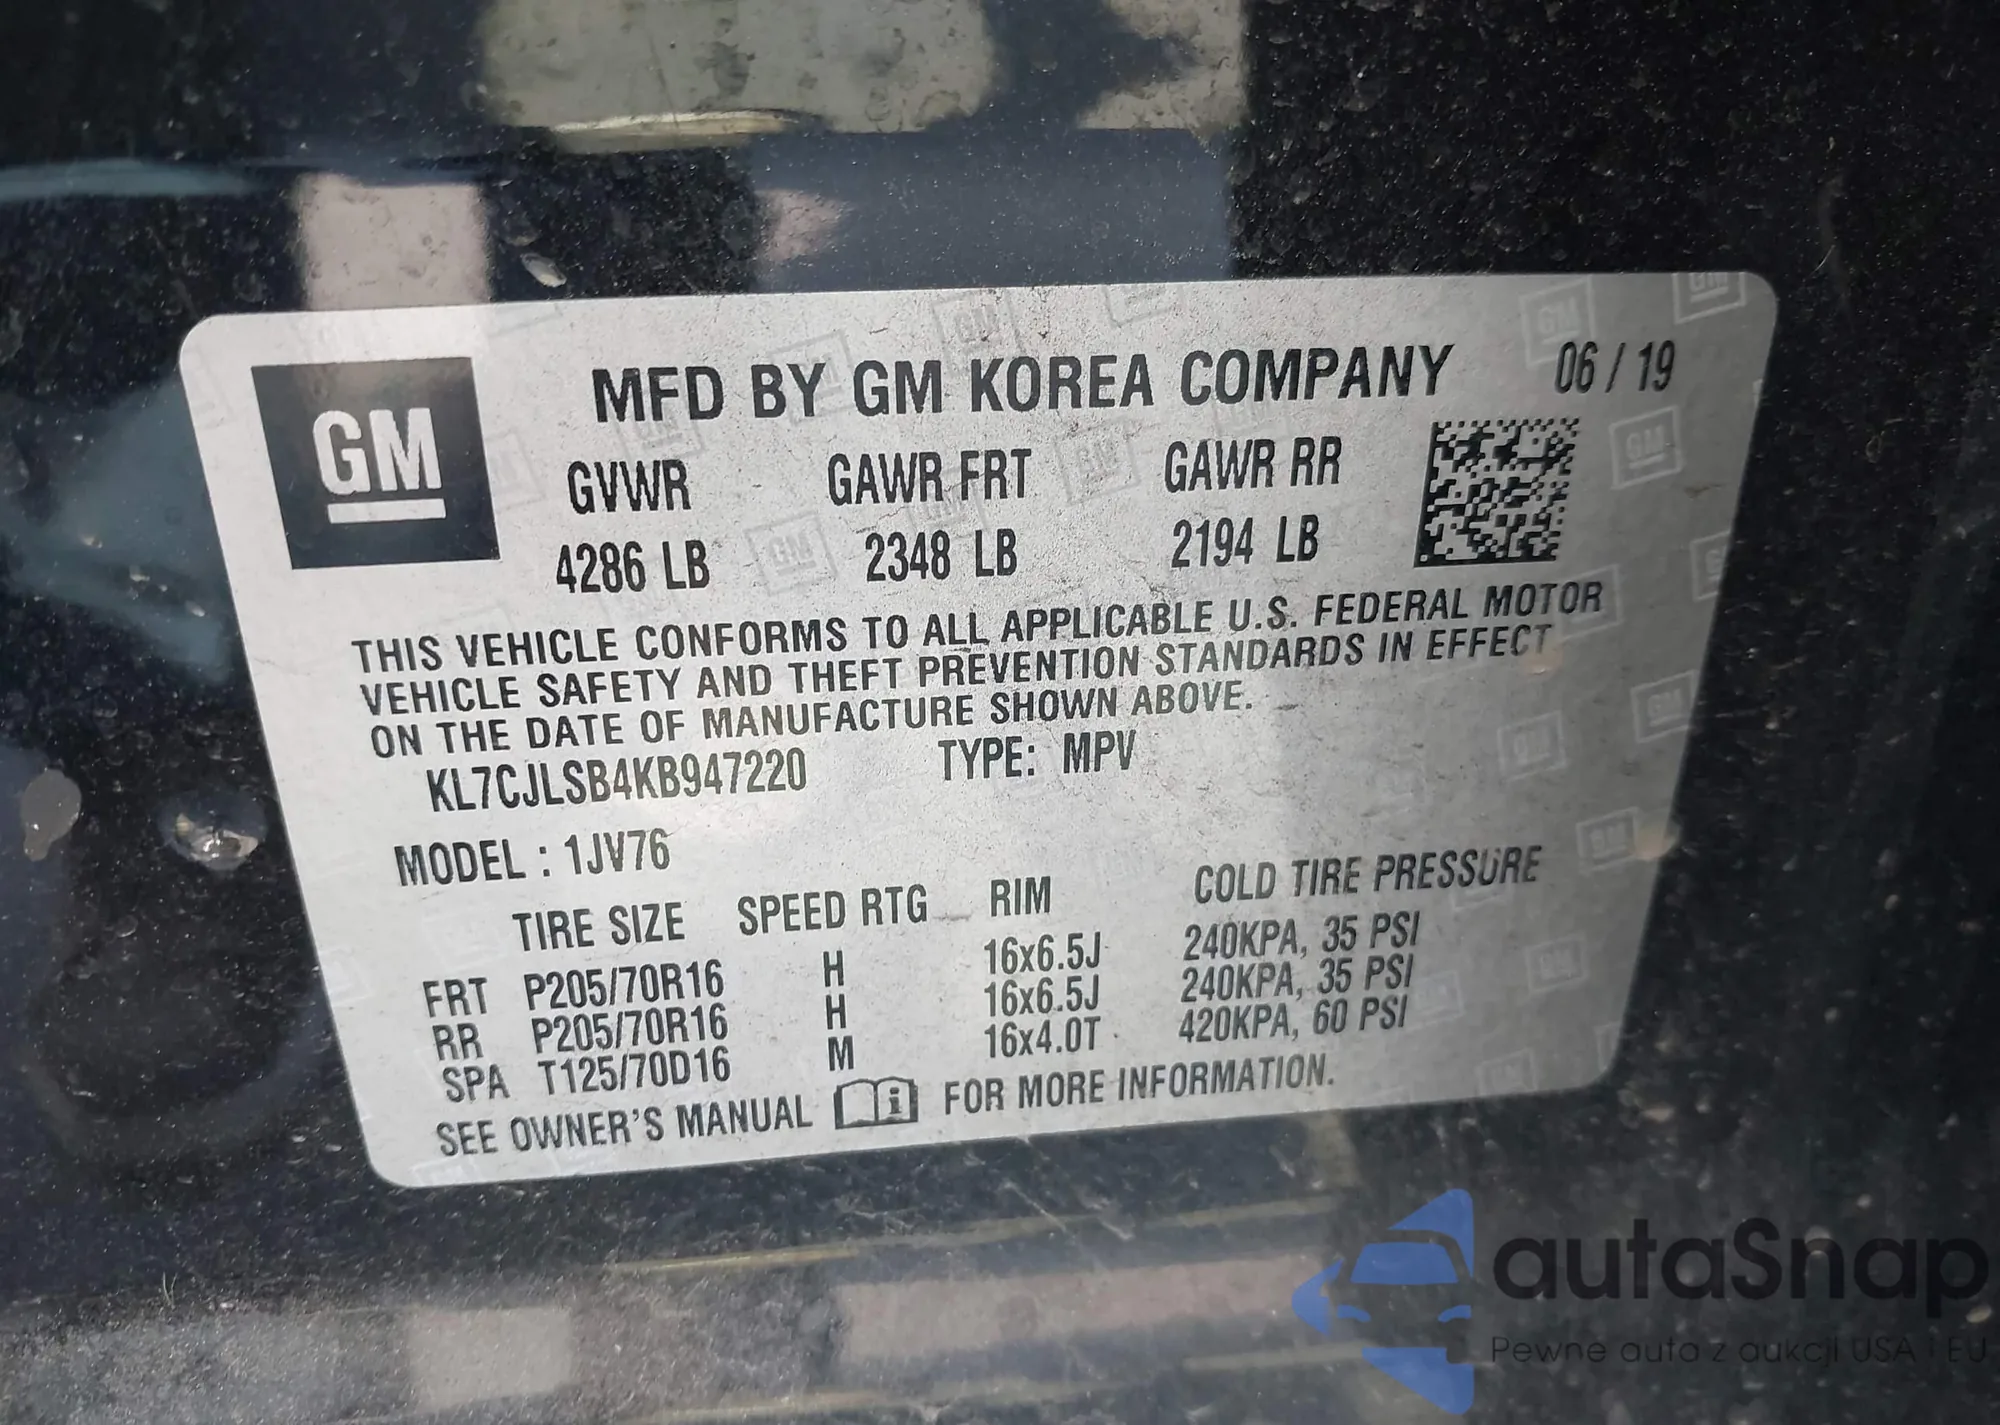 GM
MFD BY GM KOREA COMPANY 06 / 19
GVWR GAWR FRT GAWR RR
4286 LB 2348 LB 2194 LB
THIS VEHICLE CONFORMS TO ALL APPLICABLE U.S. FEDERAL MOTOR
VEHICLE SAFETY AND THEFT PREVENTION STANDARDS IN EFFECT
ON THE DATE OF MANUFACTURE SHOWN ABOVE.
KL7CJLSB4KB947220 TYPE: MPV
MODEL : 1JV76
TIRE SIZE SPEED RTG RIM COLD TIRE PRESSURE
FRT P205/70R16 H 16x6.5J 240KPA, 35 PSI
RR P205/70R16 H 16x6.5J 240KPA, 35 PSI
SPA T125/70D16 M 16x4.0T 420KPA, 60 PSI
SEE OWNER'S MANUAL i FOR MORE INFORMATION.
autaSnap
Pewne auta z aukcji USA i EU